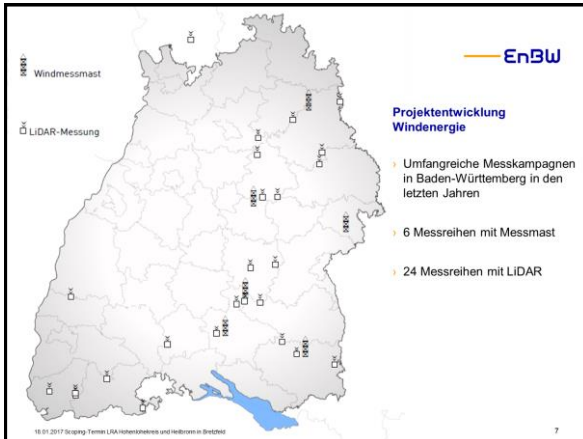 Windmessmast
LiDAR-Messung
EnBW
Projektentwicklung
Windenergie
› Umfangreiche Messkampagnen
in Baden-Württemberg in den
letzten Jahren
› 6 Messreihen mit Messmast
› 24 Messreihen mit LiDAR
18.01.2017 Scoping-Termin LRA Hohenlohekreis und Heilbronn in Bretzfeld
7